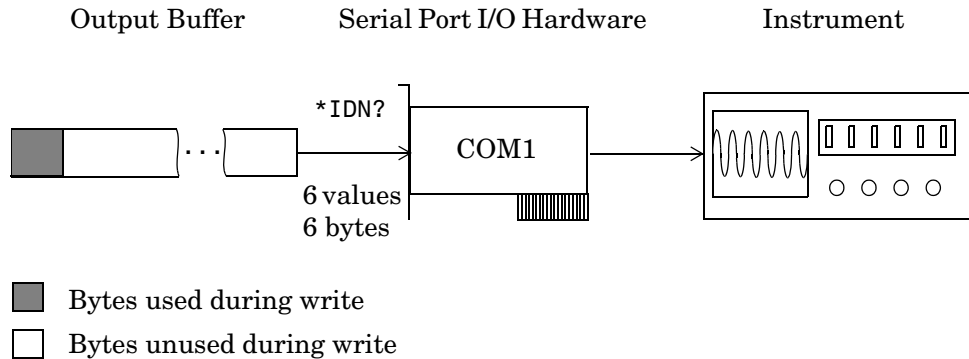 Output Buffer
Serial Port I/O Hardware
Instrument
*IDN?
COM1
...
6 values
6 bytes
Bytes used during write
Bytes unused during write